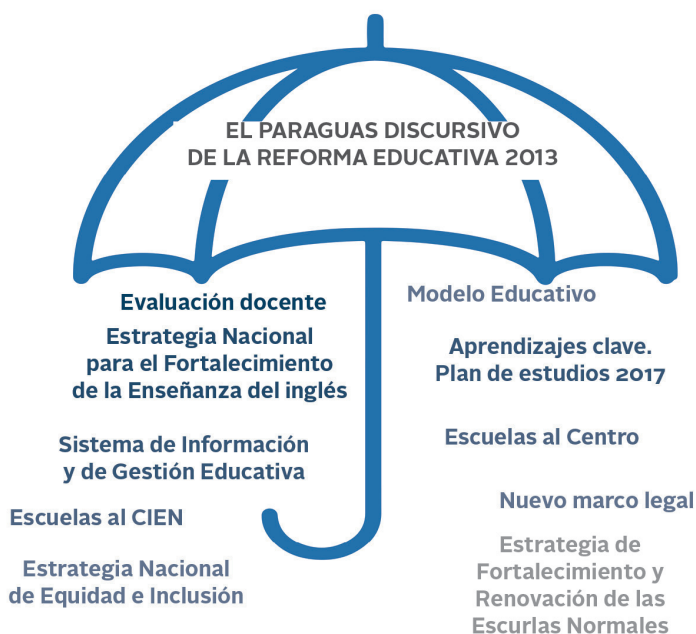 EL PARAGUAS DISCURSIVO
DE LA REFORMA EDUCATIVA 2013
Evaluación docente
Estrategia Nacional
para el Fortalecimiento
de la Enseñanza del inglés
Sistema de Información
y de Gestión Educativa
Escuelas al CIEN
Estrategia Nacional
de Equidad e Inclusión
Modelo Educativo
Aprendizajes clave.
Plan de estudios 2017
Escuelas al Centro
Nuevo marco legal
Estrategia de
Fortalecimiento y
Renovación de las
Escurlas Normales